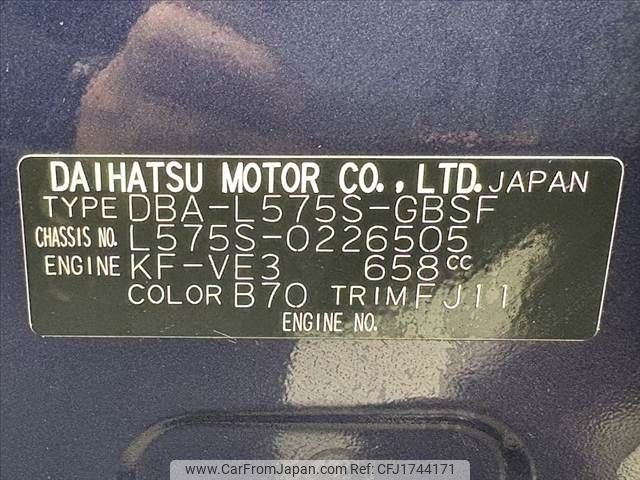 DAIHATSU MOTOR CO., LTD. JAPAN
TYPE DBA-L575S-GBSF
CHASSIS NO. L575S-0226505
ENGINE KF-VE3 658cc
COLOR B70 TRIM FJ11
ENGINE NO.
www.CarFromJapan.com Ref: CFJ1744171